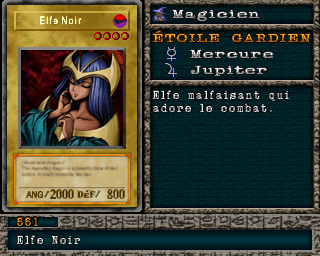 Elfe Noir
ANG/2000 DÉF/ 800
Magicien
ÉTOILE GARDIEN
Mercure
Jupiter
Elfe malfaisant qui
adore le combat.
551
Elfe Noir